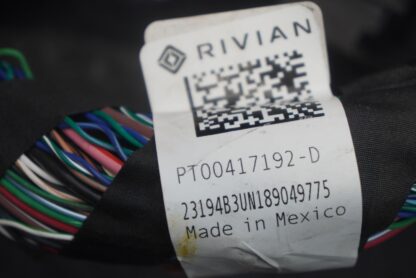 RIVIAN
PT00417192-D
23194B3UN189049775
Made in Mexico